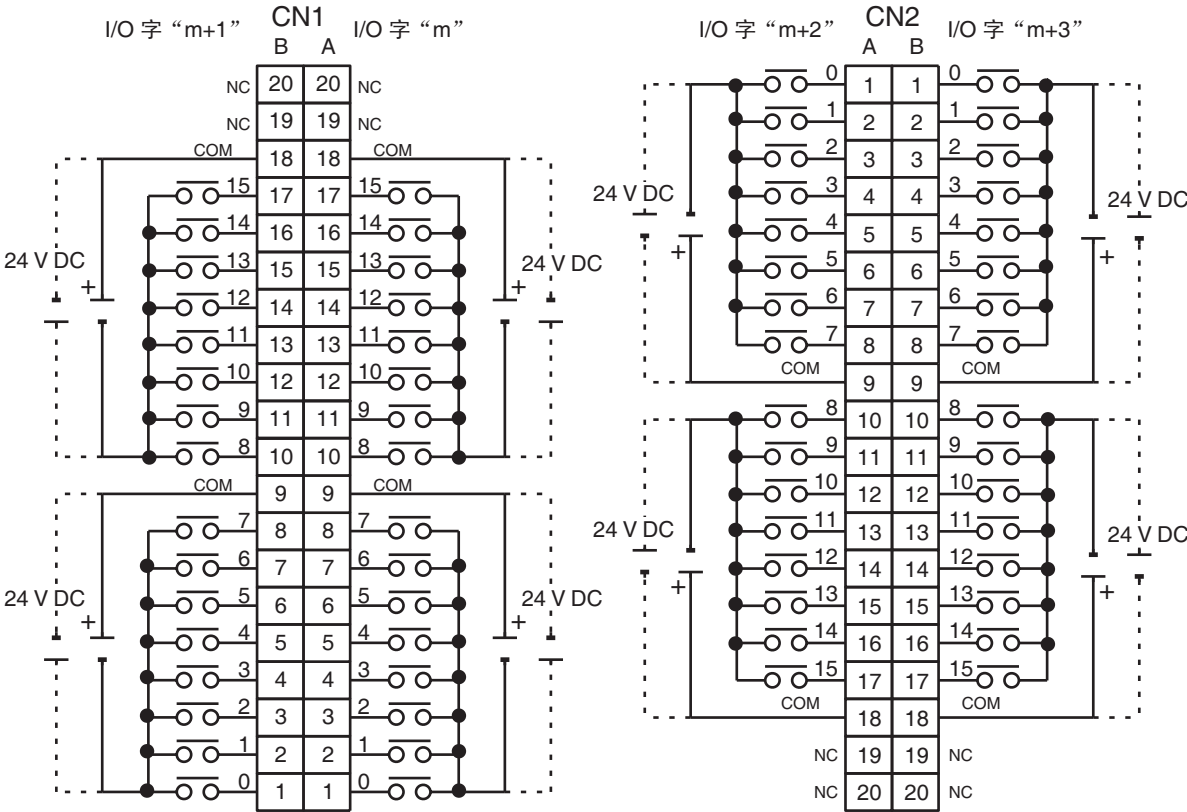 CN1
I/O 字“m+1” I/O 字“m”
B A
NC 20 20 NC
NC 19 19 NC
COM 18 18 COM
15 17 17 15
14 16 16 14
13 15 15 13
12 14 14 12
11 13 13 11
10 12 12 10
9 11 11 9
8 10 10 8
COM 9 9 COM
7 8 8 7
6 7 7 6
5 6 6 5
4 5 5 4
3 4 4 3
2 3 3 2
1 2 2 1
0 1 1 0
24 V DC + + 24 V DC
24 V DC + + 24 V DC
CN2
I/O 字“m+2” I/O 字“m+3”
A B
0 1 1 0
1 2 2 1
2 3 3 2
3 4 4 3
4 5 5 4
5 6 6 5
6 7 7 6
7 8 8 7
COM 9 9 COM
8 10 10 8
9 11 11 9
10 12 12 10
11 13 13 11
12 14 14 12
13 15 15 13
14 16 16 14
15 17 17 15
COM 18 18 COM
NC 19 19 NC
NC 20 20 NC
24 V DC + + 24 V DC
24 V DC + + 24 V DC